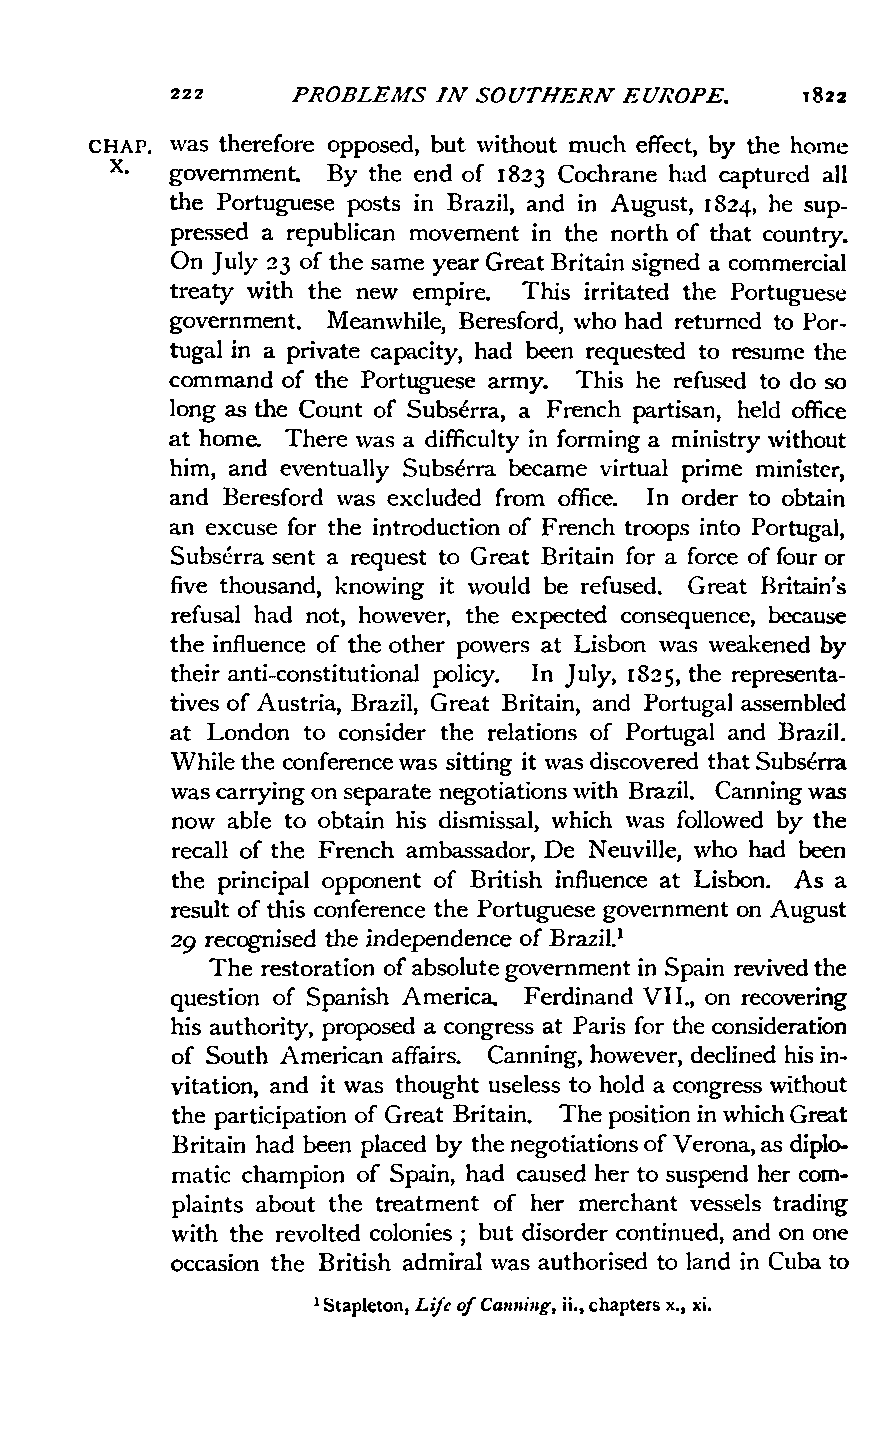 222 PROBLEMS IN SOUTHERN EUROPE. 1822
CHAP. was therefore opposed, but without much effect, by the home
X. government. By the end of 1823 Cochrane had captured all
the Portuguese posts in Brazil, and in August, 1824, he sup-
pressed a republican movement in the north of that country.
On July 23 of the same year Great Britain signed a commercial
treaty with the new empire. This irritated the Portuguese
government. Meanwhile, Beresford, who had returned to Por-
tugal in a private capacity, had been requested to resume the
command of the Portuguese army. This he refused to do so
long as the Count of Subsérra, a French partisan, held office
at home. There was a difficulty in forming a ministry without
him, and eventually Subsérra became virtual prime minister,
and Beresford was excluded from office. In order to obtain
an excuse for the introduction of French troops into Portugal,
Subsérra sent a request to Great Britain for a force of four or
five thousand, knowing it would be refused. Great Britain's
refusal had not, however, the expected consequence, because
the influence of the other powers at Lisbon was weakened by
their anti-constitutional policy. In July, 1825, the representa-
tives of Austria, Brazil, Great Britain, and Portugal assembled
at London to consider the relations of Portugal and Brazil.
While the conference was sitting it was discovered that Subsérra
was carrying on separate negotiations with Brazil. Canning was
now able to obtain his dismissal, which was followed by the
recall of the French ambassador, De Neuville, who had been
the principal opponent of British influence at Lisbon. As a
result of this conference the Portuguese government on August
29 recognised the independence of Brazil.¹
The restoration of absolute government in Spain revived the
question of Spanish America. Ferdinand VII., on recovering
his authority, proposed a congress at Paris for the consideration
of South American affairs. Canning, however, declined his in-
vitation, and it was thought useless to hold a congress without
the participation of Great Britain. The position in which Great
Britain had been placed by the negotiations of Verona, as diplo-
matic champion of Spain, had caused her to suspend her com-
plaints about the treatment of her merchant vessels trading
with the revolted colonies ; but disorder continued, and on one
occasion the British admiral was authorised to land in Cuba to
¹ Stapleton, Life of Canning, ii., chapters x., xi.